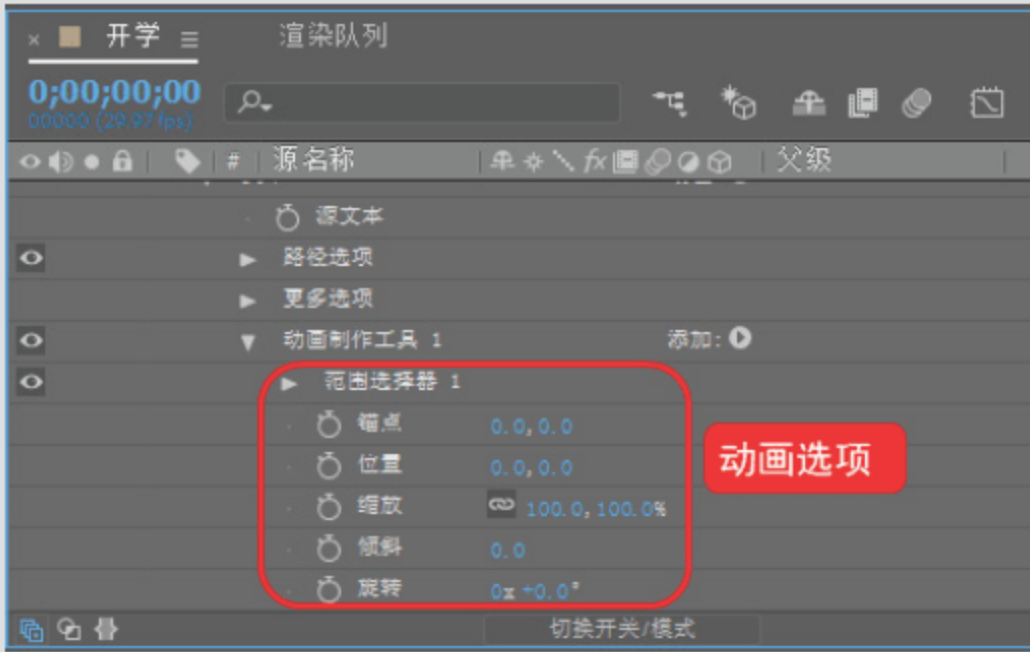 × 开学 ≡ 渲染队列
0;00;00;00
00000 (29.97 fps)
# 源名称 fx 父级
源文本
路径选项
更多选项
动画制作工具 1 添加:
范围选择器 1
锚点 0.0,0.0
位置 0.0,0.0
动画选项
缩放 100.0,100.0%
倾斜 0.0
旋转 0x+0.0°
切换开关/模式